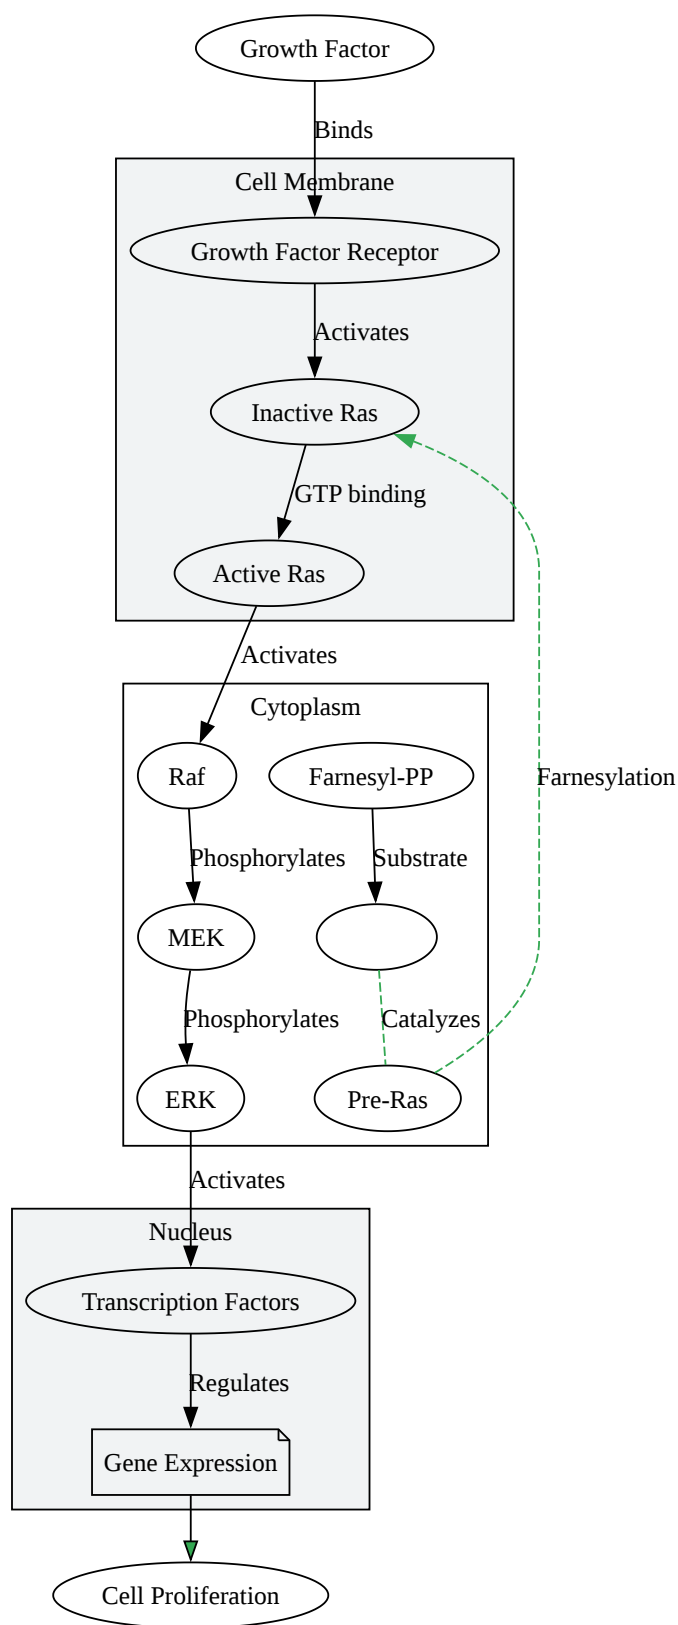 Growth Factor
Binds
Cell Membrane
Growth Factor Receptor
Activates
Inactive Ras
GTP binding
Active Ras
Activates
Cytoplasm
Raf
Farnesyl-PP
Farnesylation
Phosphorylates
Substrate
MEK
Phosphorylates
Catalyzes
ERK
Pre-Ras
Activates
Nucleus
Transcription Factors
Regulates
Gene Expression
Cell Proliferation